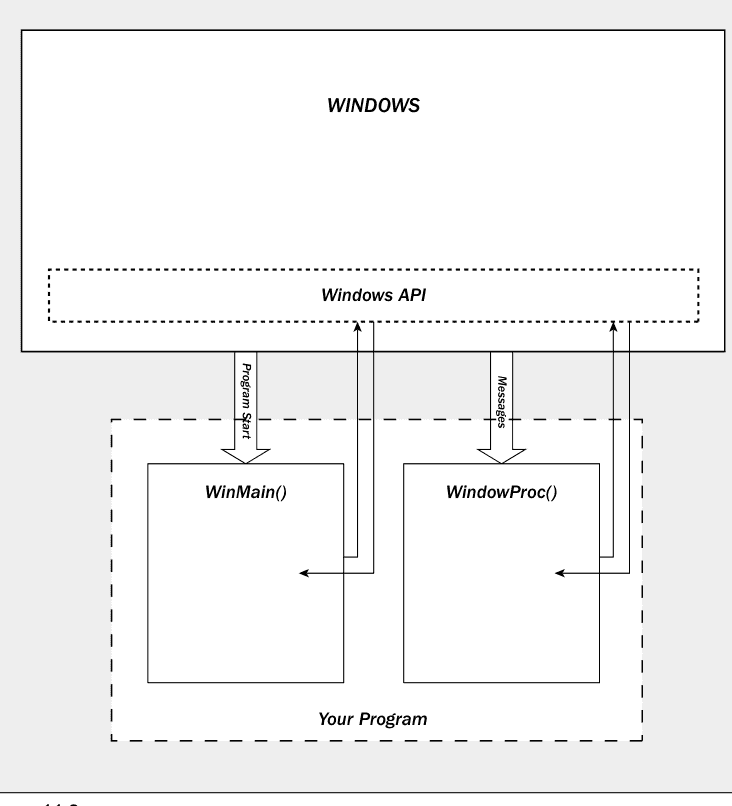 WINDOWS
Windows API
Program Start
Messages
WinMain()
WindowProc()
Your Program